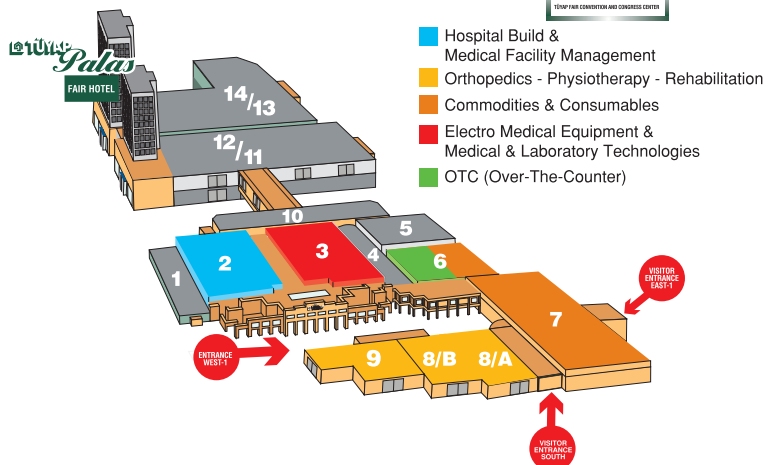 TÜYAP FAIR CONVENTION AND CONGRESS CENTER
TÜYAP
Palas
FAIR HOTEL
Hospital Build &
Medical Facility Management
Orthopedics - Physiotherapy - Rehabilitation
Commodities & Consumables
Electro Medical Equipment &
Medical & Laboratory Technologies
OTC (Over-The-Counter)
14/13
12/11
10
5
1
2
3
4
6
7
VISITOR
ENTRANCE
EAST-1
ENTRANCE
WEST-1
9
8/B
8/A
VISITOR
ENTRANCE
SOUTH